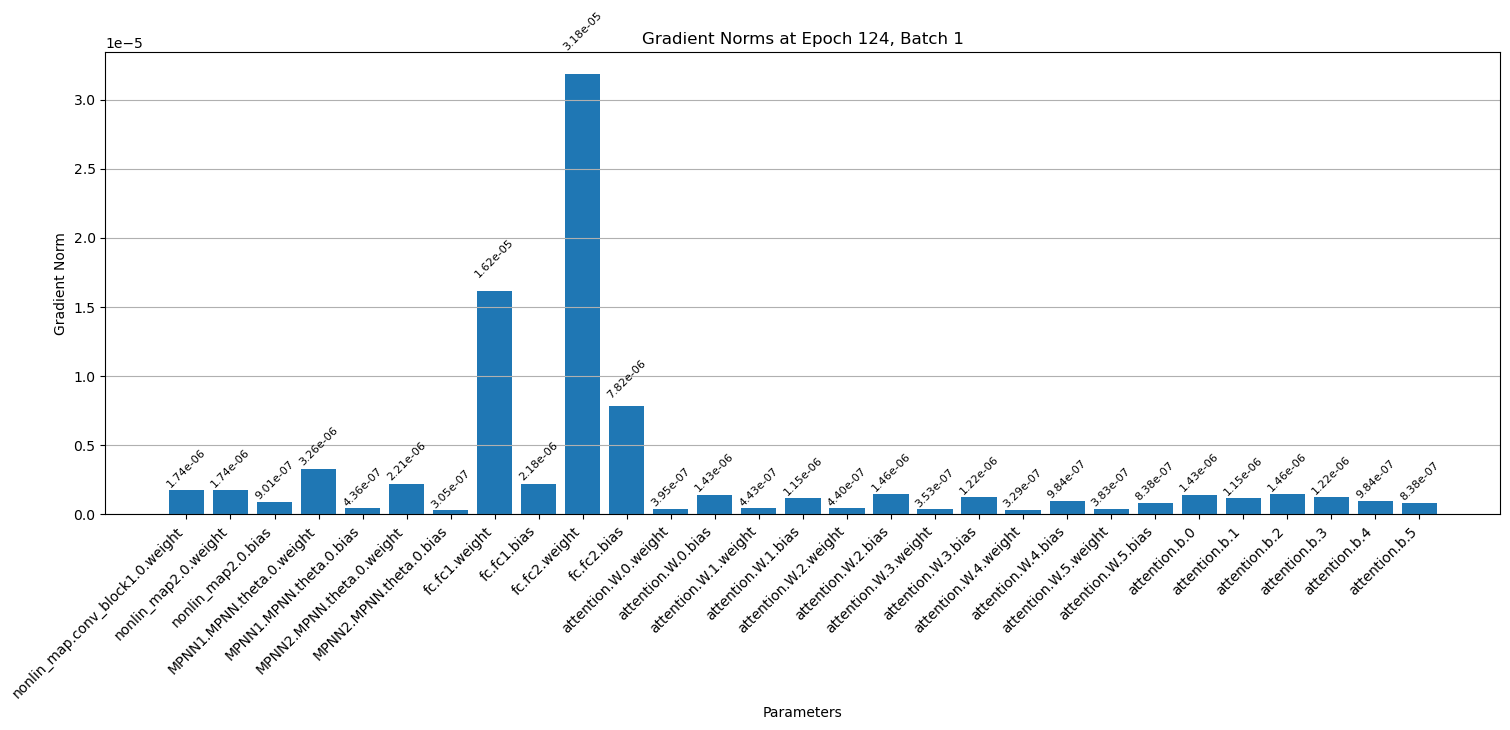 Gradient Norms at Epoch 124, Batch 1
1e−5
3.0
2.5
2.0
1.5
1.0
0.5
0.0
Gradient Norm
1.74e-06
1.74e-06
9.01e-07
3.26e-06
4.36e-07
2.21e-06
3.05e-07
1.62e-05
2.18e-06
3.18e-05
7.82e-06
3.95e-07
1.43e-06
4.43e-07
1.15e-06
4.40e-07
1.46e-06
3.53e-07
1.22e-06
3.29e-07
9.84e-07
3.83e-07
8.38e-07
1.43e-06
1.15e-06
1.46e-06
1.22e-06
9.84e-07
8.38e-07
nonlin_map.conv_block1.0.weight
nonlin_map2.0.weight
nonlin_map2.0.bias
MPNN1.MPNN.theta.0.weight
MPNN1.MPNN.theta.0.bias
MPNN2.MPNN.theta.0.weight
MPNN2.MPNN.theta.0.bias
fc.fc1.weight
fc.fc1.bias
fc.fc2.weight
fc.fc2.bias
attention.W.0.weight
attention.W.0.bias
attention.W.1.weight
attention.W.1.bias
attention.W.2.weight
attention.W.2.bias
attention.W.3.weight
attention.W.3.bias
attention.W.4.weight
attention.W.4.bias
attention.W.5.weight
attention.W.5.bias
attention.b.0
attention.b.1
attention.b.2
attention.b.3
attention.b.4
attention.b.5
Parameters